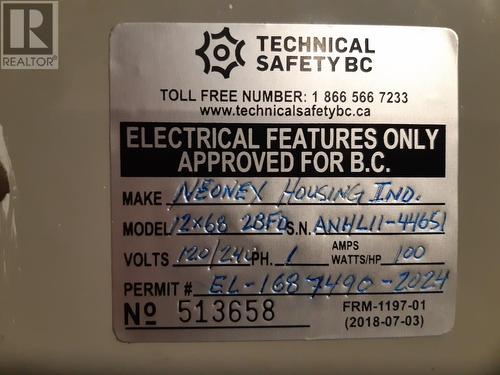 REALTOR®
TECHNICAL
SAFETY BC
TOLL FREE NUMBER: 1 866 566 7233
www.technicalsafetybc.ca
ELECTRICAL FEATURES ONLY
APPROVED FOR B.C.
MAKE NEONEX HOUSING IND.
MODEL 12X68 2BFD S.N. ANHL11-44651
VOLTS 120/240 PH. 1 AMPS WATTS/HP 100
PERMIT # EL-1687490-2024
Nº 513658
FRM-1197-01
(2018-07-03)